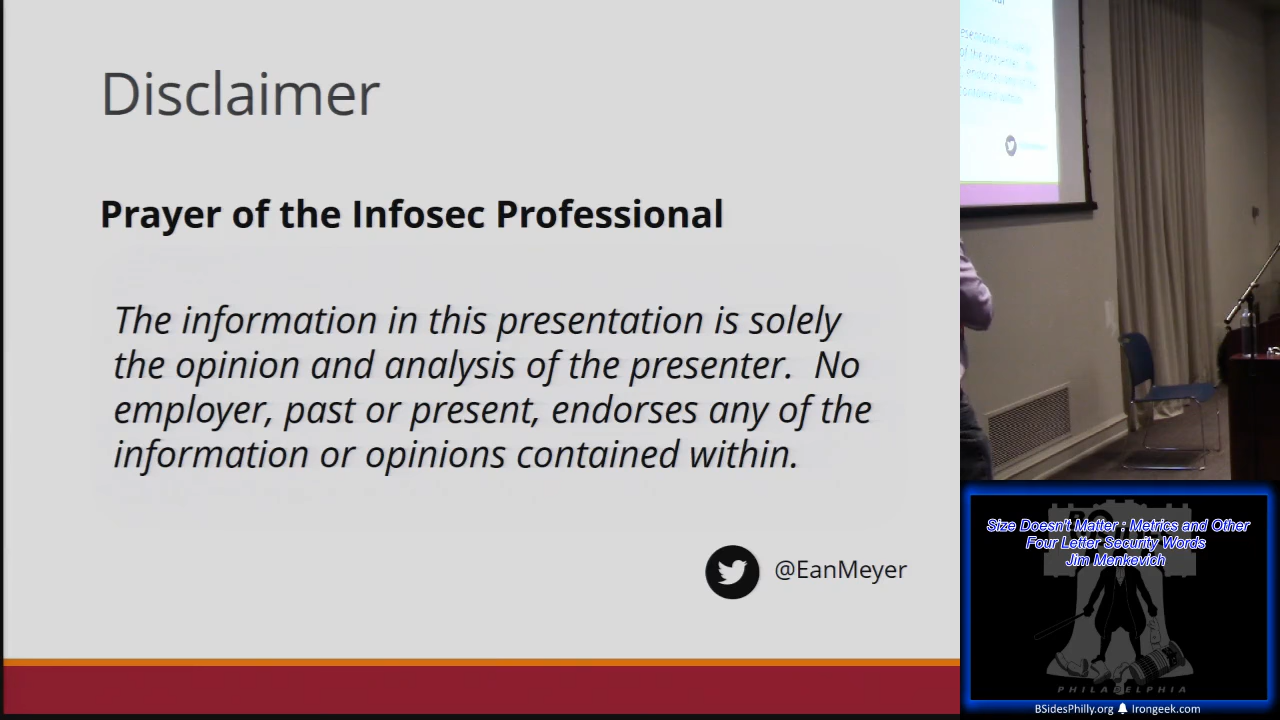 Disclaimer
Prayer of the Infosec Professional
The information in this presentation is solely
the opinion and analysis of the presenter.  No
employer, past or present, endorses any of the
information or opinions contained within.
@EanMeyer
Size Doesn't Matter : Metrics and Other
Four Letter Security Words
Jim Menkevich
PHILADELPHIA
BSidesPhilly.org Irongeek.com